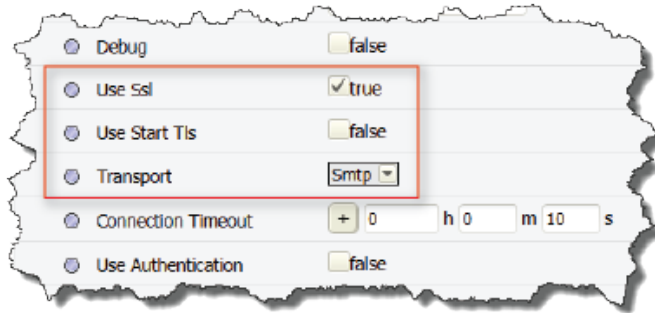 Debug false
Use Ssl true
Use Start Tls false
Transport Smtp
Connection Timeout + 0 h 0 m 10 s
Use Authentication false